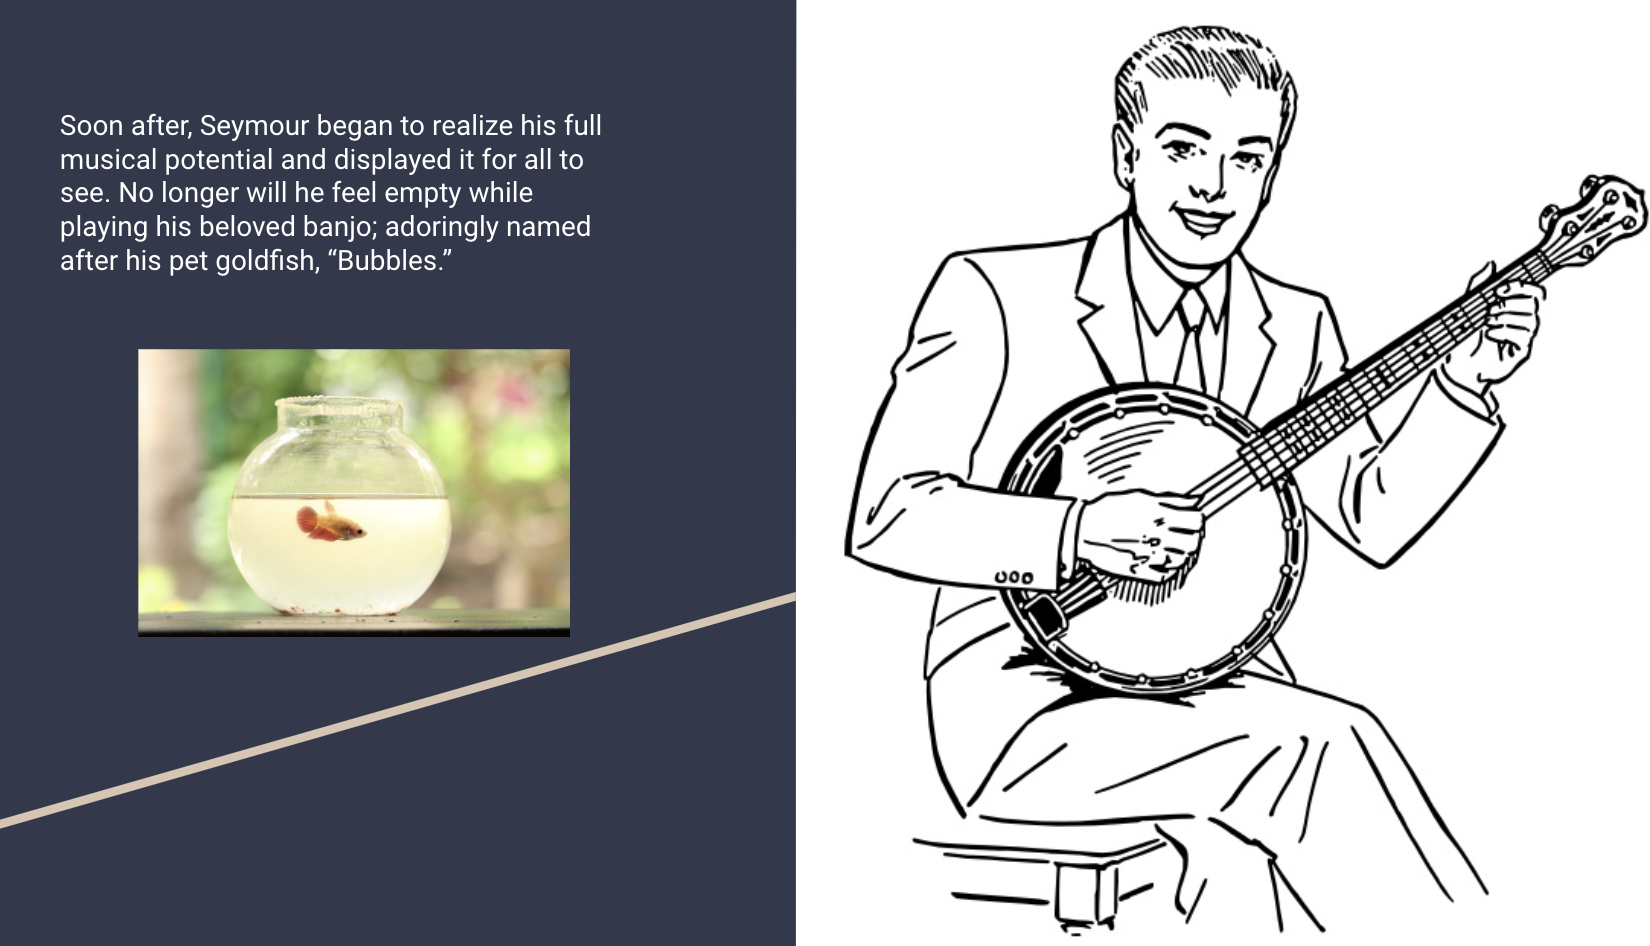 Soon after, Seymour began to realize his full
musical potential and displayed it for all to
see. No longer will he feel empty while
playing his beloved banjo; adoringly named
after his pet goldfish, “Bubbles.”